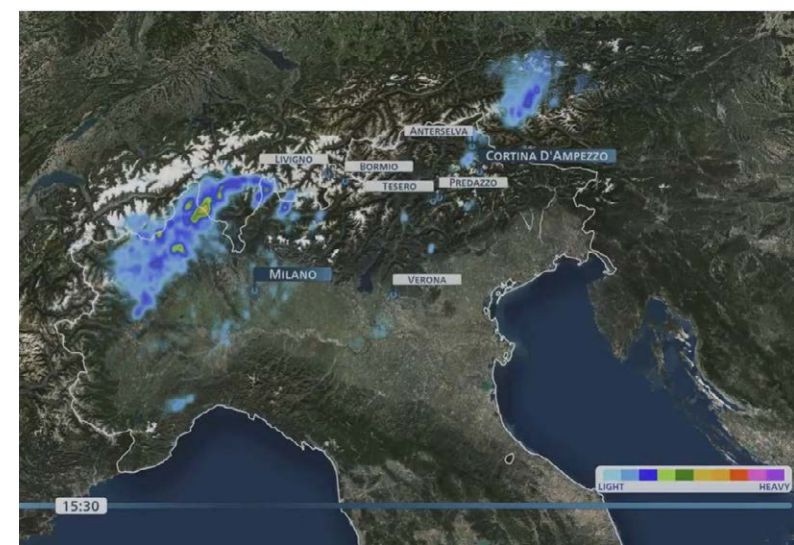 ANTERSELVA
LIVIGNO
BORMIO
CORTINA D'AMPEZZO
TESERO
PREDAZZO
MILANO
VERONA
LIGHT
HEAVY
15:30